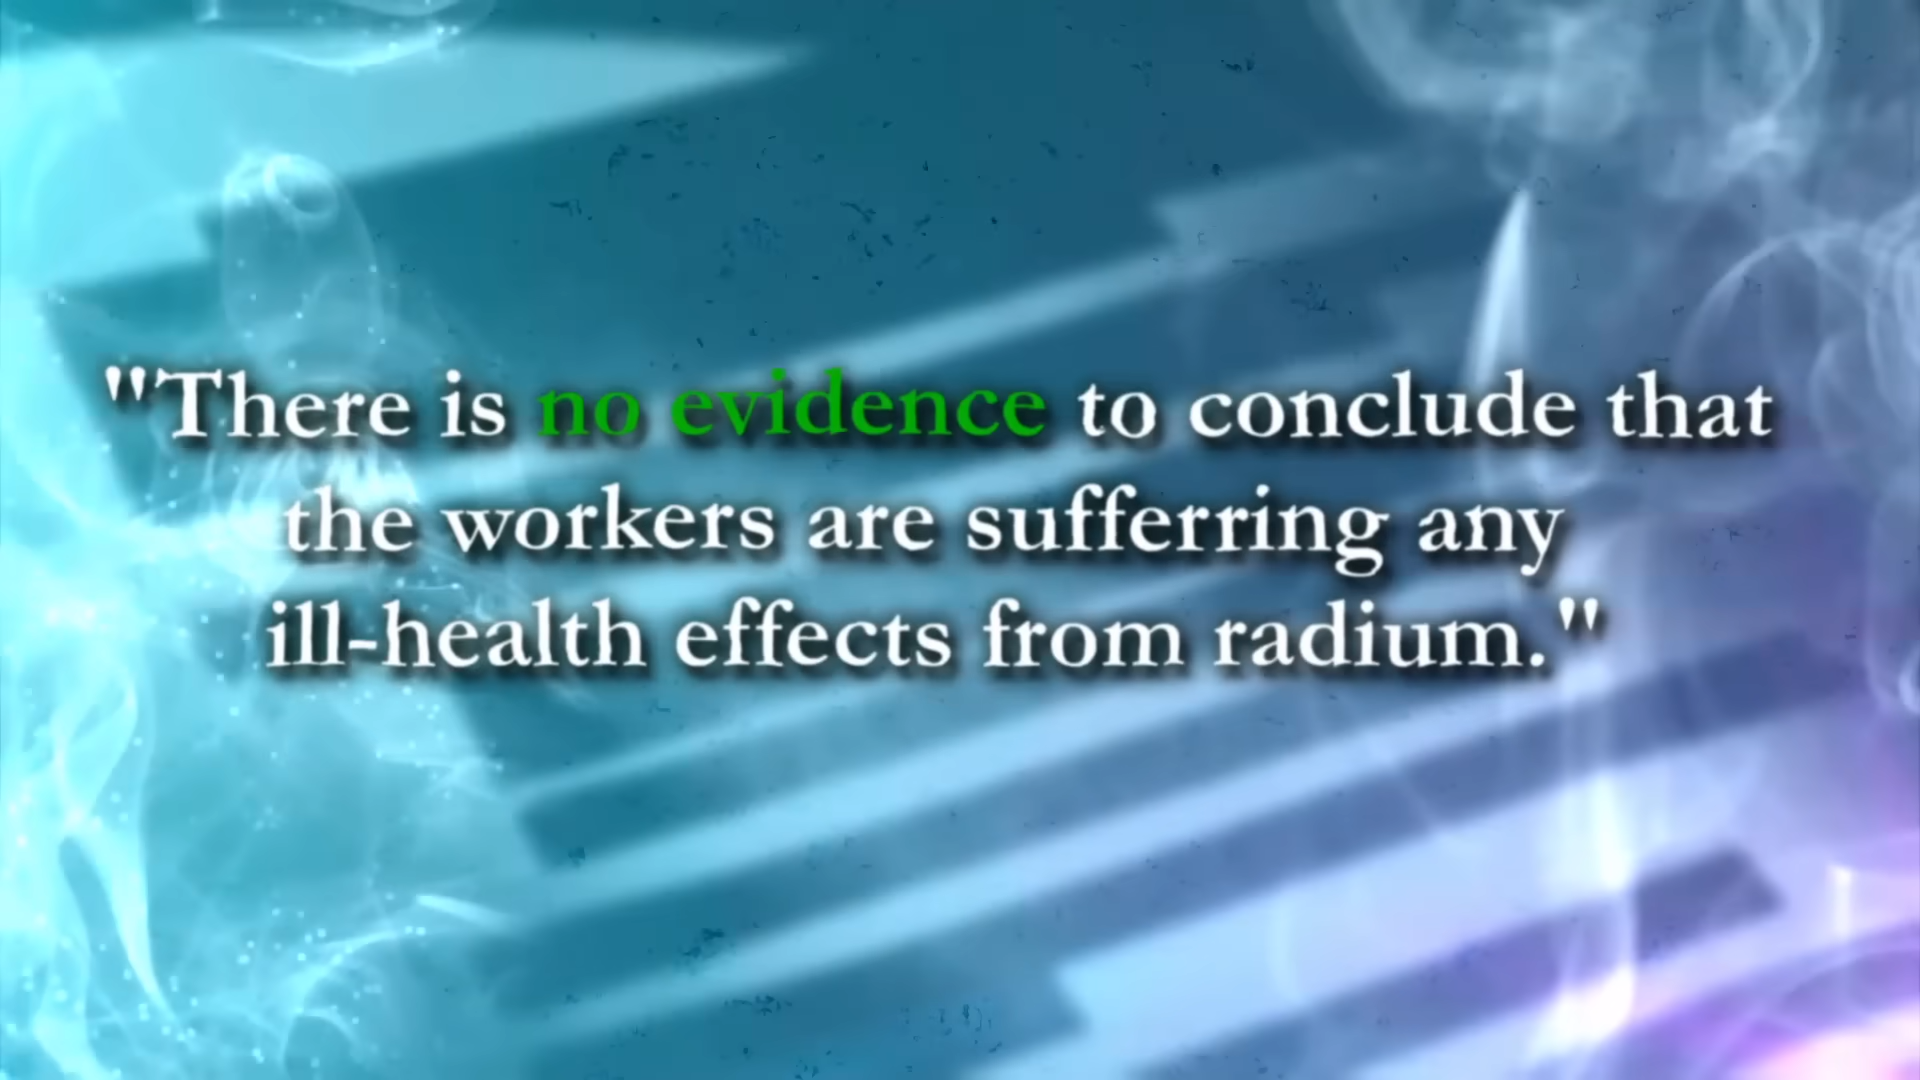 "There is no evidence to conclude that
the workers are sufferring any
ill-health effects from radium."